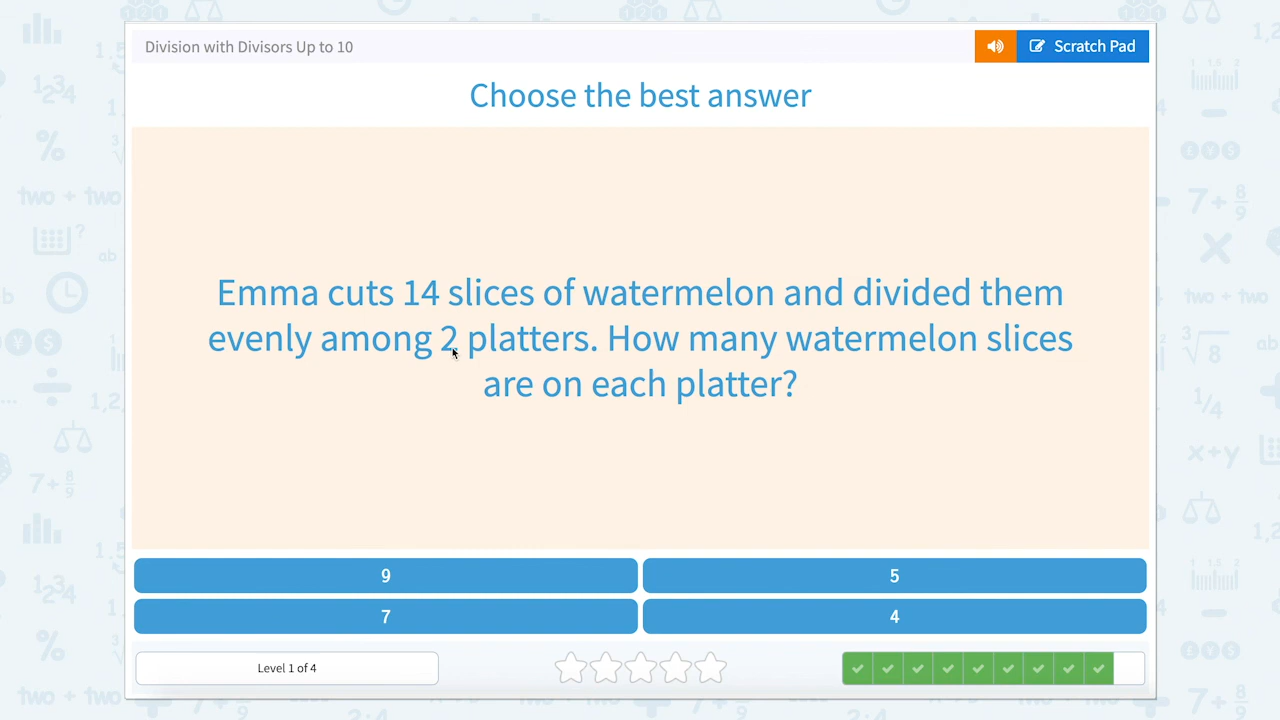 Division with Divisors Up to 10
Scratch Pad
Choose the best answer
Emma cuts 14 slices of watermelon and divided them
evenly among 2 platters. How many watermelon slices
are on each platter?
9
5
7
4
Level 1 of 4